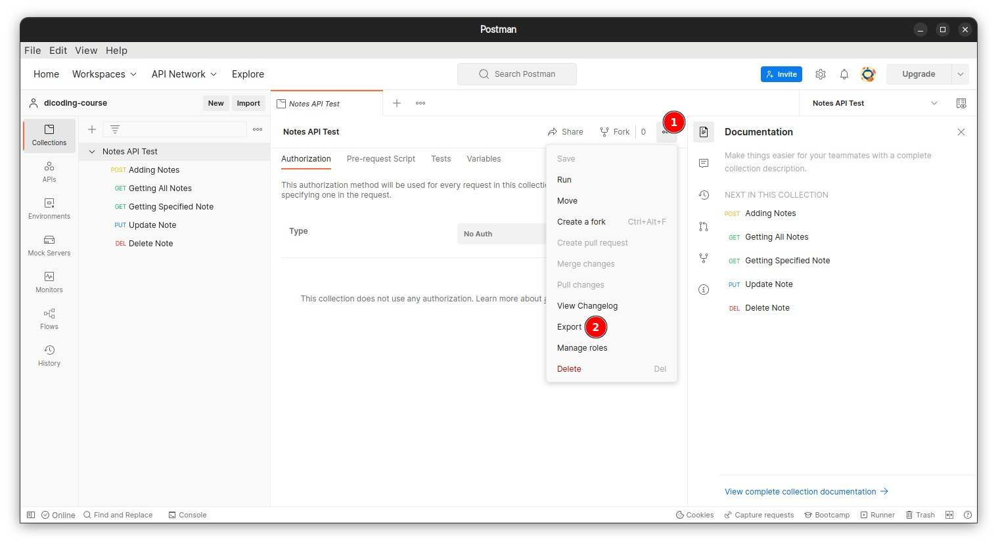 Postman
File Edit View Help
Home Workspaces API Network Explore
Search Postman
Invite
Upgrade
dicoding-course
New Import
Notes API Test
Notes API Test
Collections
APIs
Environments
Mock Servers
Monitors
Flows
History
Notes API Test
POST Adding Notes
GET Getting All Notes
GET Getting Specified Note
PUT Update Note
DEL Delete Note
Notes API Test
Share Fork 0
1
Authorization Pre-request Script Tests Variables
This authorization method will be used for every request in this
specifying one in the request.
Type No Auth
This collection does not use any authorization. Learn more about
Save
Run
Move
Create a fork Ctrl+Alt+F
Create pull request
Merge changes
Pull changes
View Changelog
Export 2
Manage roles
Delete Del
Documentation
Make things easier for your teammates with a complete
collection description.
NEXT IN THIS COLLECTION
POST Adding Notes
GET Getting All Notes
GET Getting Specified Note
PUT Update Note
DEL Delete Note
View complete collection documentation
Online Find and Replace Console
Cookies Capture requests Bootcamp Runner Trash